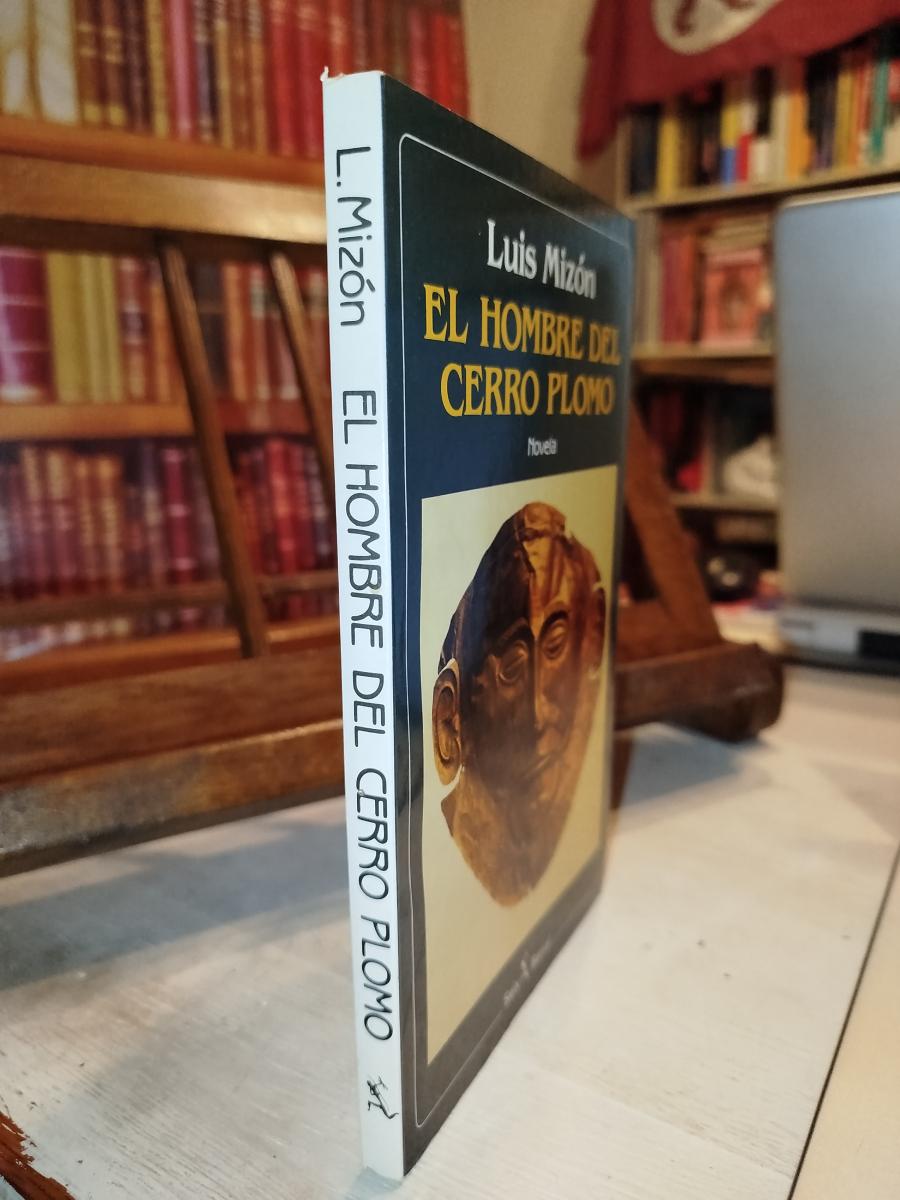 L. Mizón EL HOMBRE DEL CERRO PLOMO
Luis Mizón
EL HOMBRE DEL
CERRO PLOMO
Novela